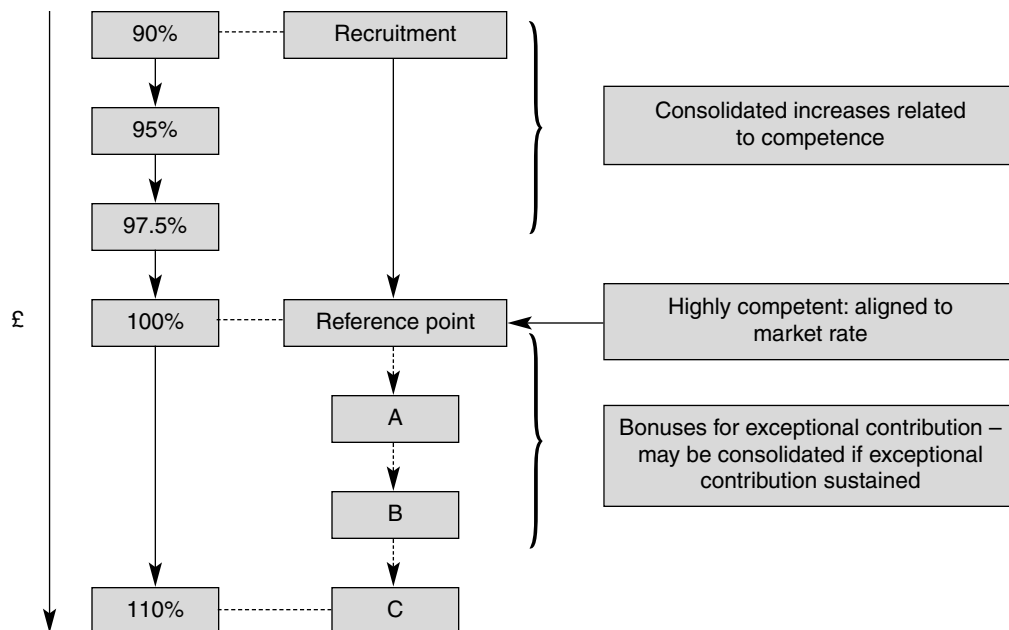 90%
Recruitment
95%
Consolidated increases related
to competence
97.5%
£
100%
Reference point
Highly competent: aligned to
market rate
A
Bonuses for exceptional contribution –
may be consolidated if exceptional
contribution sustained
B
110%
C